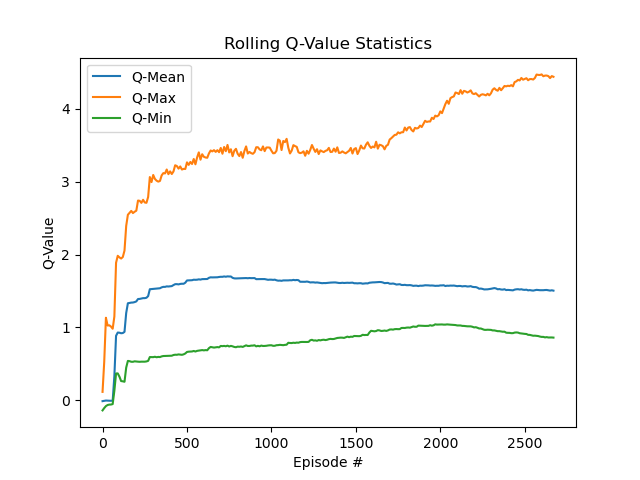 Rolling Q-Value Statistics
Q-Mean
Q-Max
Q-Min
Q-Value
4
3
2
1
0
0 500 1000 1500 2000 2500
Episode #